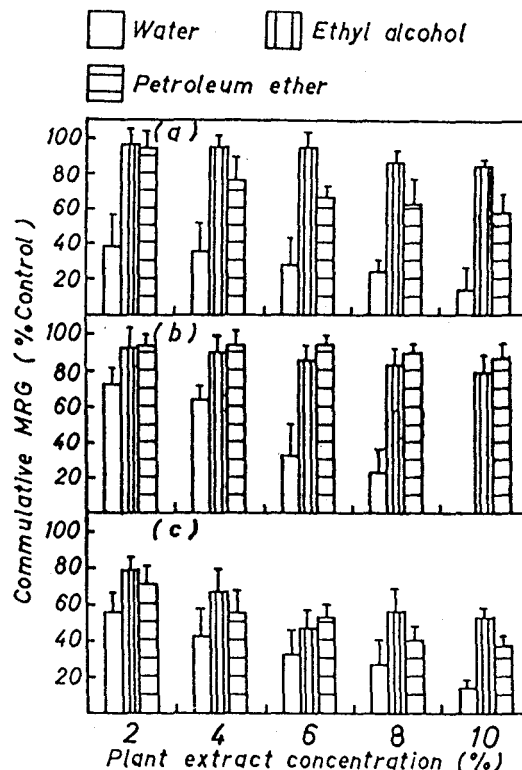 Water
Ethyl alcohol
Petroleum ether
Commulative MRG (% Control)
(a)
100
80
60
40
20
(b)
100
80
60
40
20
(c)
100
80
60
40
20
2 4 6 8 10
Plant extract concentration (%)